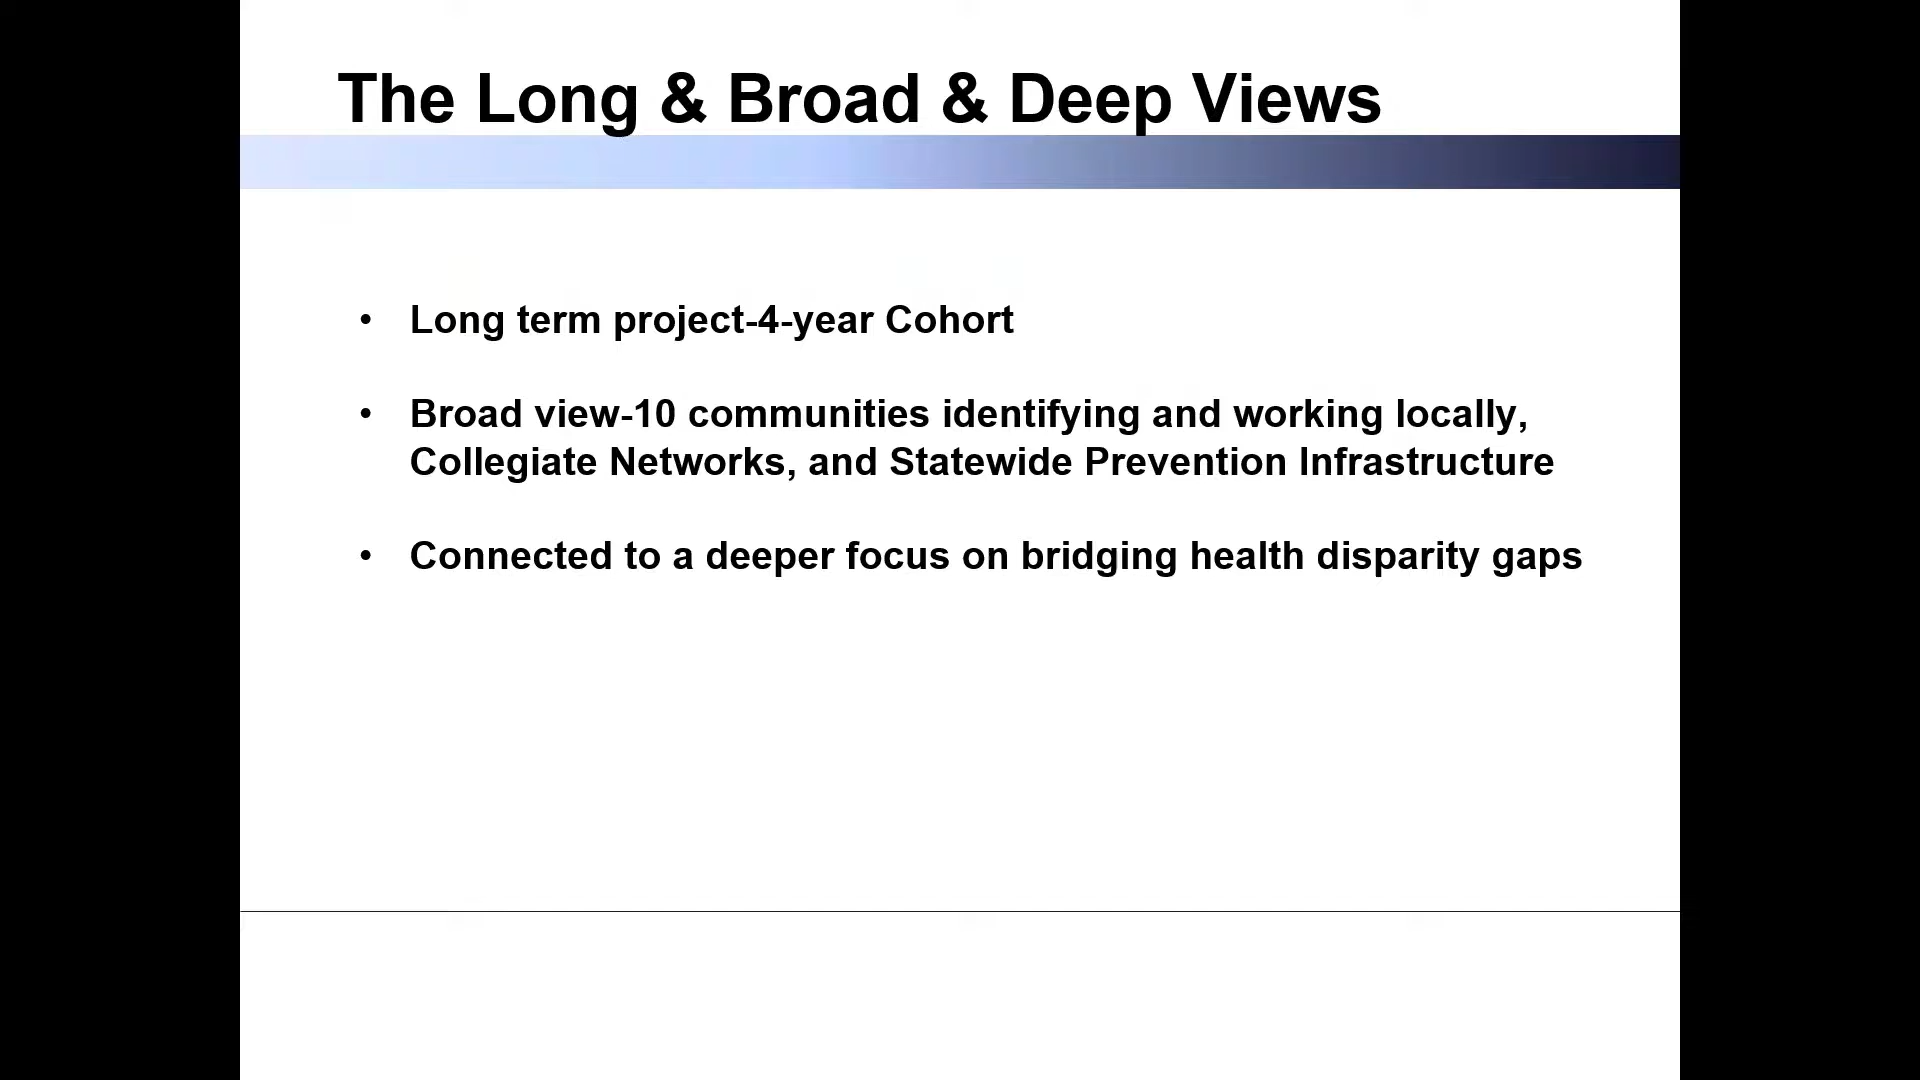 The Long & Broad & Deep Views
• Long term project-4-year Cohort
• Broad view-10 communities identifying and working locally,
Collegiate Networks, and Statewide Prevention Infrastructure
• Connected to a deeper focus on bridging health disparity gaps